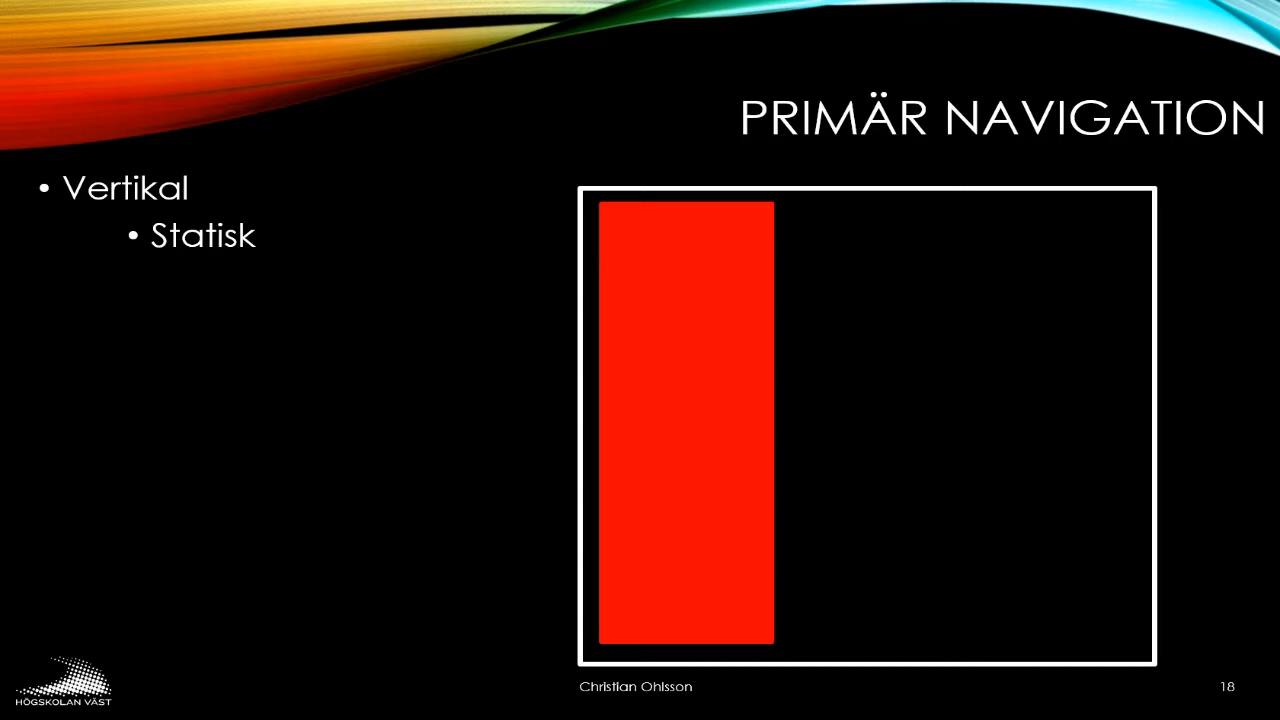 PRIMÄR NAVIGATION
• Vertikal
• Statisk
HÖGSKOLAN VÄST
Christian Ohlsson
18